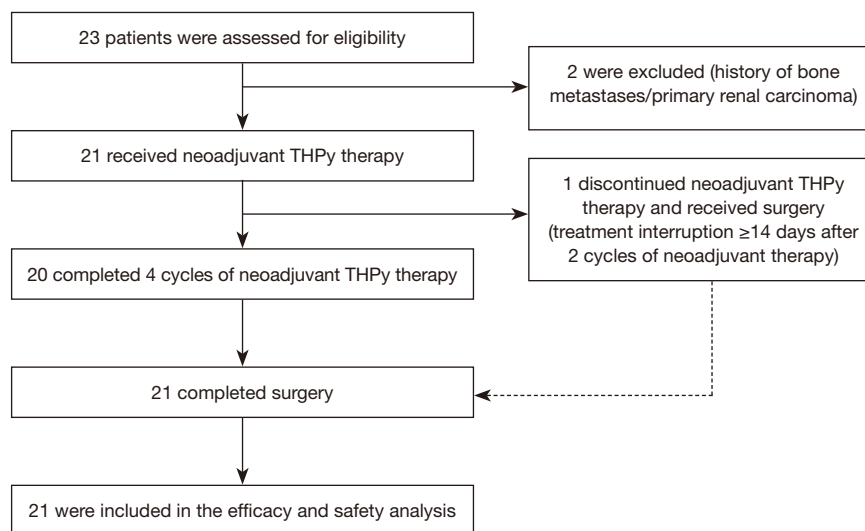 23 patients were assessed for eligibility
2 were excluded (history of bone
metastases/primary renal carcinoma)
21 received neoadjuvant THPy therapy
1 discontinued neoadjuvant THPy
therapy and received surgery
(treatment interruption ≥14 days after
2 cycles of neoadjuvant therapy)
20 completed 4 cycles of neoadjuvant THPy therapy
21 completed surgery
21 were included in the efficacy and safety analysis